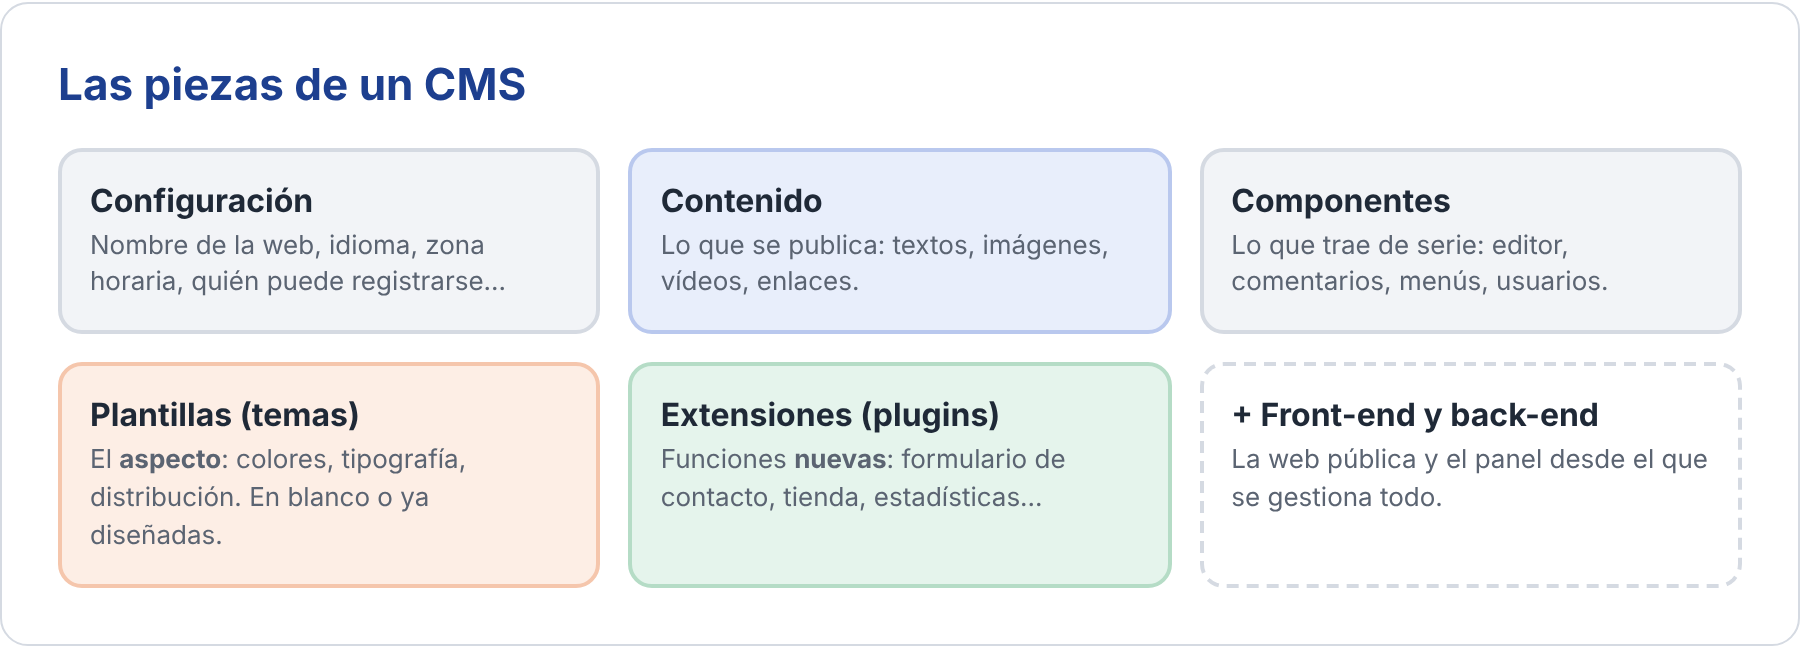 Las piezas de un CMS
Configuración
Nombre de la web, idioma, zona
horaria, quién puede registrarse...
Contenido
Lo que se publica: textos, imágenes,
vídeos, enlaces.
Componentes
Lo que trae de serie: editor,
comentarios, menús, usuarios.
Plantillas (temas)
El aspecto: colores, tipografía,
distribución. En blanco o ya
diseñadas.
Extensiones (plugins)
Funciones nuevas: formulario de
contacto, tienda, estadísticas...
+ Front-end y back-end
La web pública y el panel desde el que
se gestiona todo.